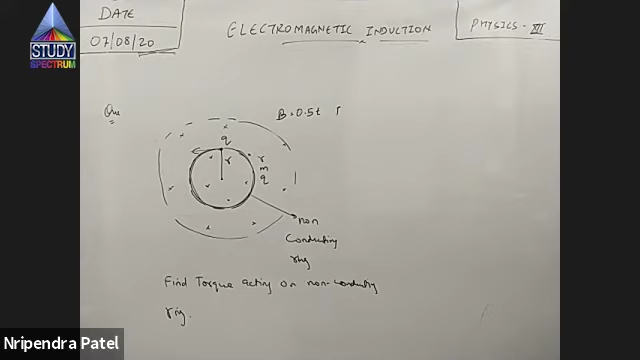 STUDY
SPECTRUM
DATE
07/08/20
ELECTROMAGNETIC INDUCTION
PHYSICS - XII
Que
B = 0.5t T
q
r
r
m
q
non
Conducting
ring
Find Torque acting on non-conducting
ring.
Nripendra Patel